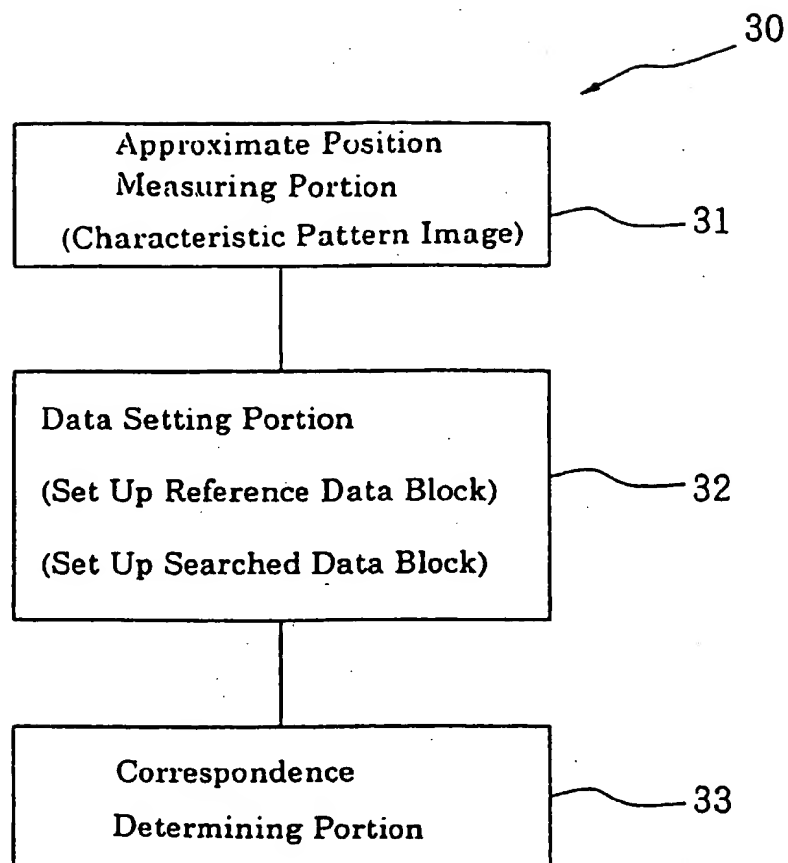 30
Approximate Position
Measuring Portion
(Characteristic Pattern Image)
31
Data Setting Portion
(Set Up Reference Data Block)
32
(Set Up Searched Data Block)
Correspondence
33
Determining Portion